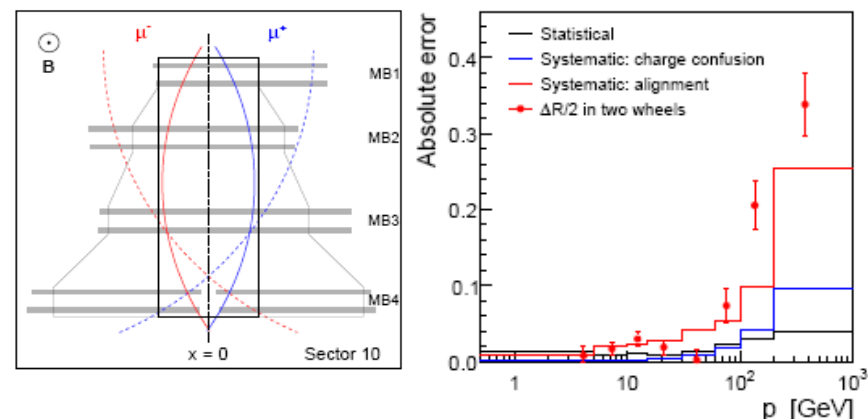 B
μ⁻
μ⁺
MB1
MB2
MB3
MB4
x = 0
Sector 10
Absolute error
0.4
0.3
0.2
0.1
0.0
Statistical
Systematic: charge confusion
Systematic: alignment
ΔR/2 in two wheels
1
10
10²
10³
p [GeV]